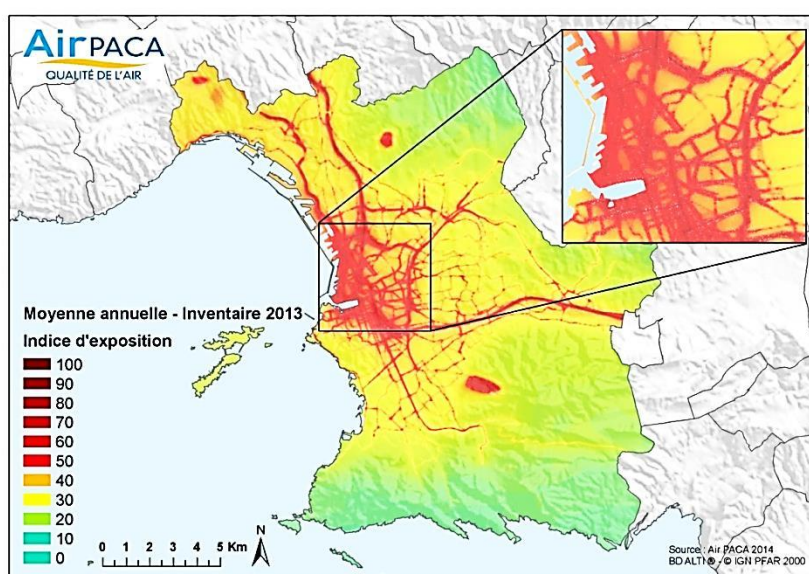 AirPACA
QUALITÉ DE L'AIR
Moyenne annuelle - Inventaire 2013
Indice d'exposition
100
90
80
70
60
50
40
30
20
10
0
0 1 2 3 4 5 Km
N
Source : Air PACA 2014
BD ALTI® - © IGN PFAR 2000